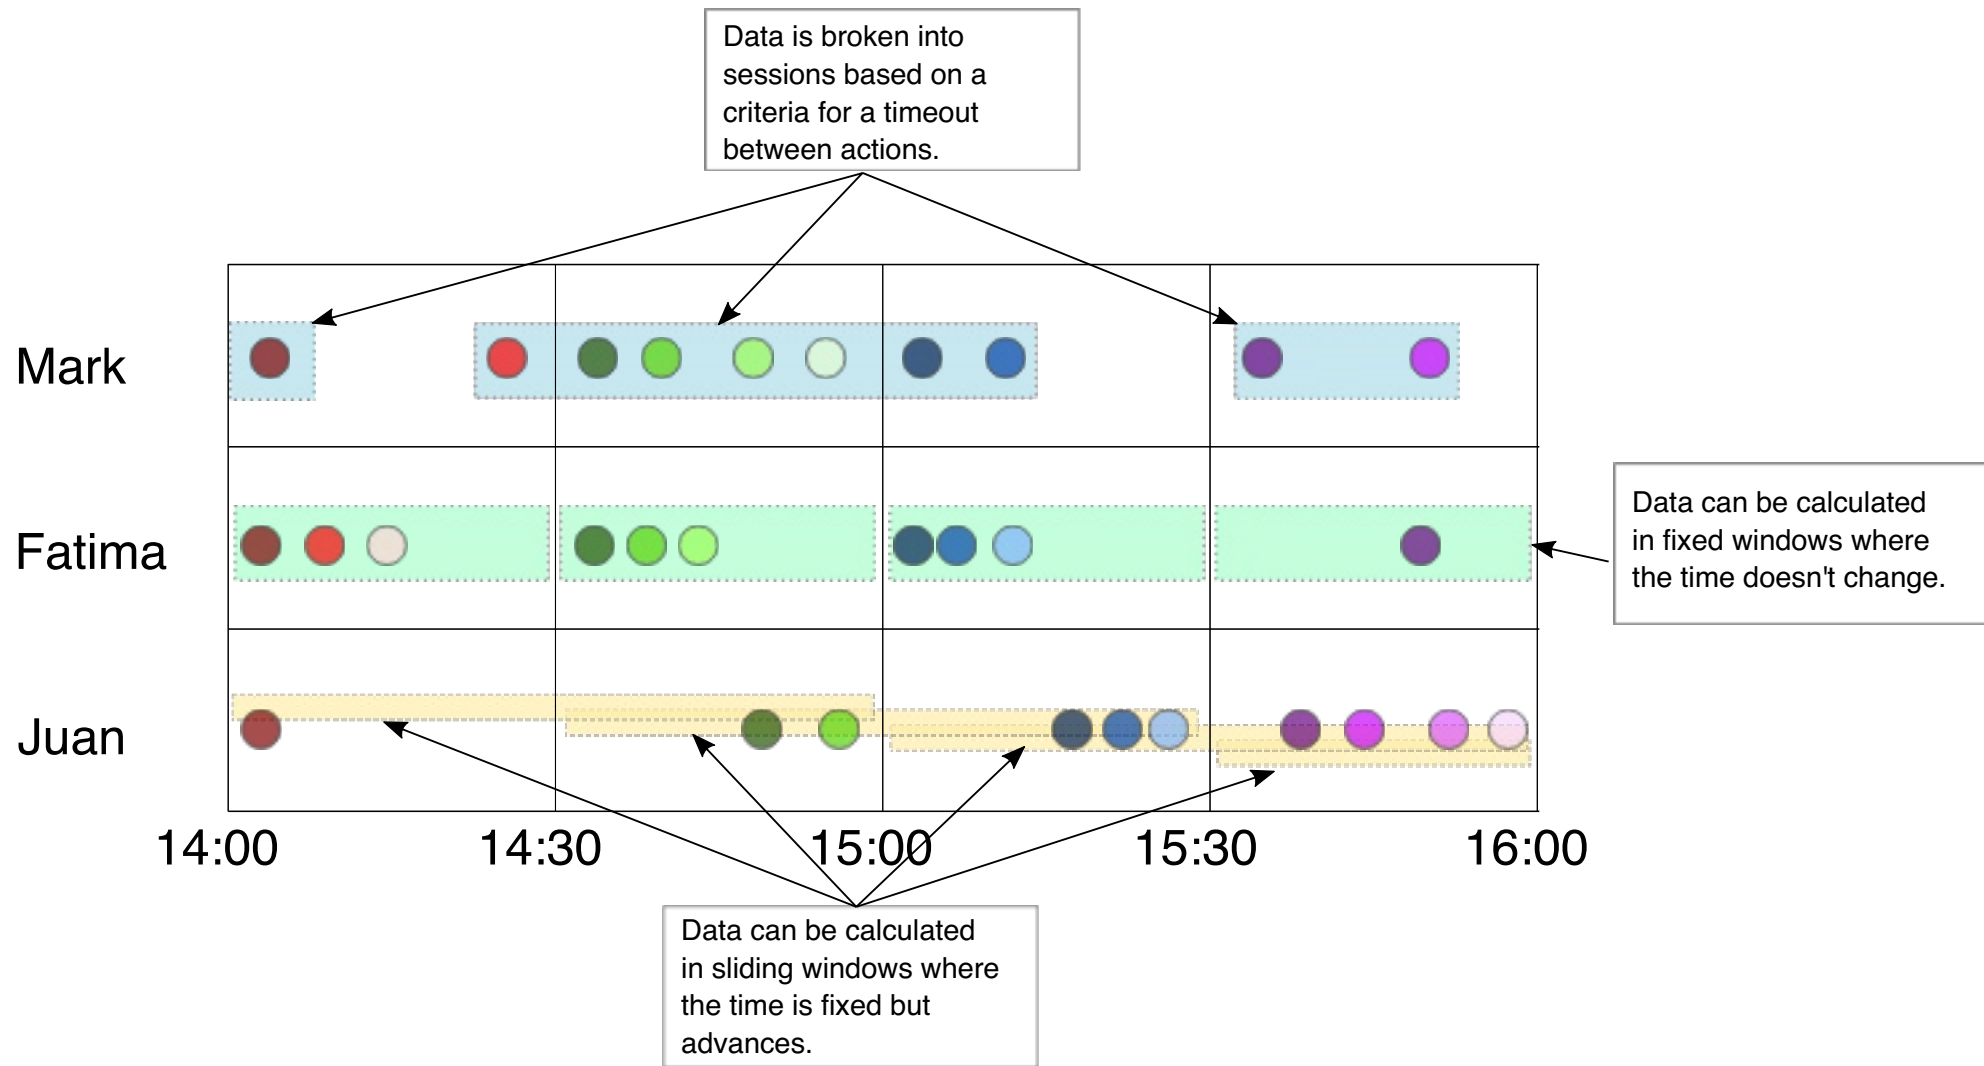 Data is broken into
sessions based on a
criteria for a timeout
between actions.
Mark
Fatima
Data can be calculated
in fixed windows where
the time doesn't change.
Juan
14:00
14:30
15:00
15:30
16:00
Data can be calculated
in sliding windows where
the time is fixed but
advances.